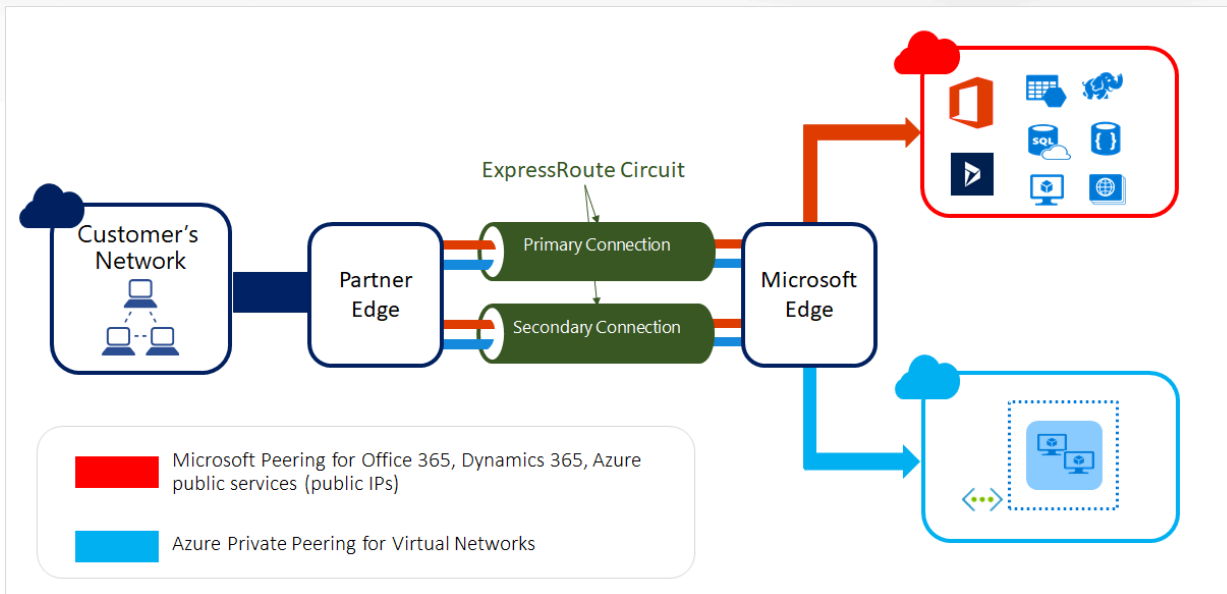 ExpressRoute Circuit
Customer's
Network
Partner
Edge
Primary Connection
Secondary Connection
Microsoft
Edge
SQL
Microsoft Peering for Office 365, Dynamics 365, Azure
public services (public IPs)
Azure Private Peering for Virtual Networks